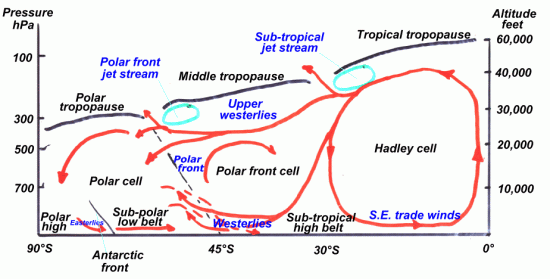 Pressure
hPa
Altitude
feet
Sub-tropical
jet stream
Tropical tropopause
60,000
Polar front
jet stream
100
Middle tropopause
40,000
Polar
tropopause
Upper
westerlies
30,000
300
500
20,000
Polar
front
Hadley cell
Polar cell
Polar front cell
700
10,000
Polar
high
Easterlies
Sub-polar
low belt
Westerlies
Sub-tropical
high belt
S.E. trade winds
90°S
45°S
30°S
0°
Antarctic
front